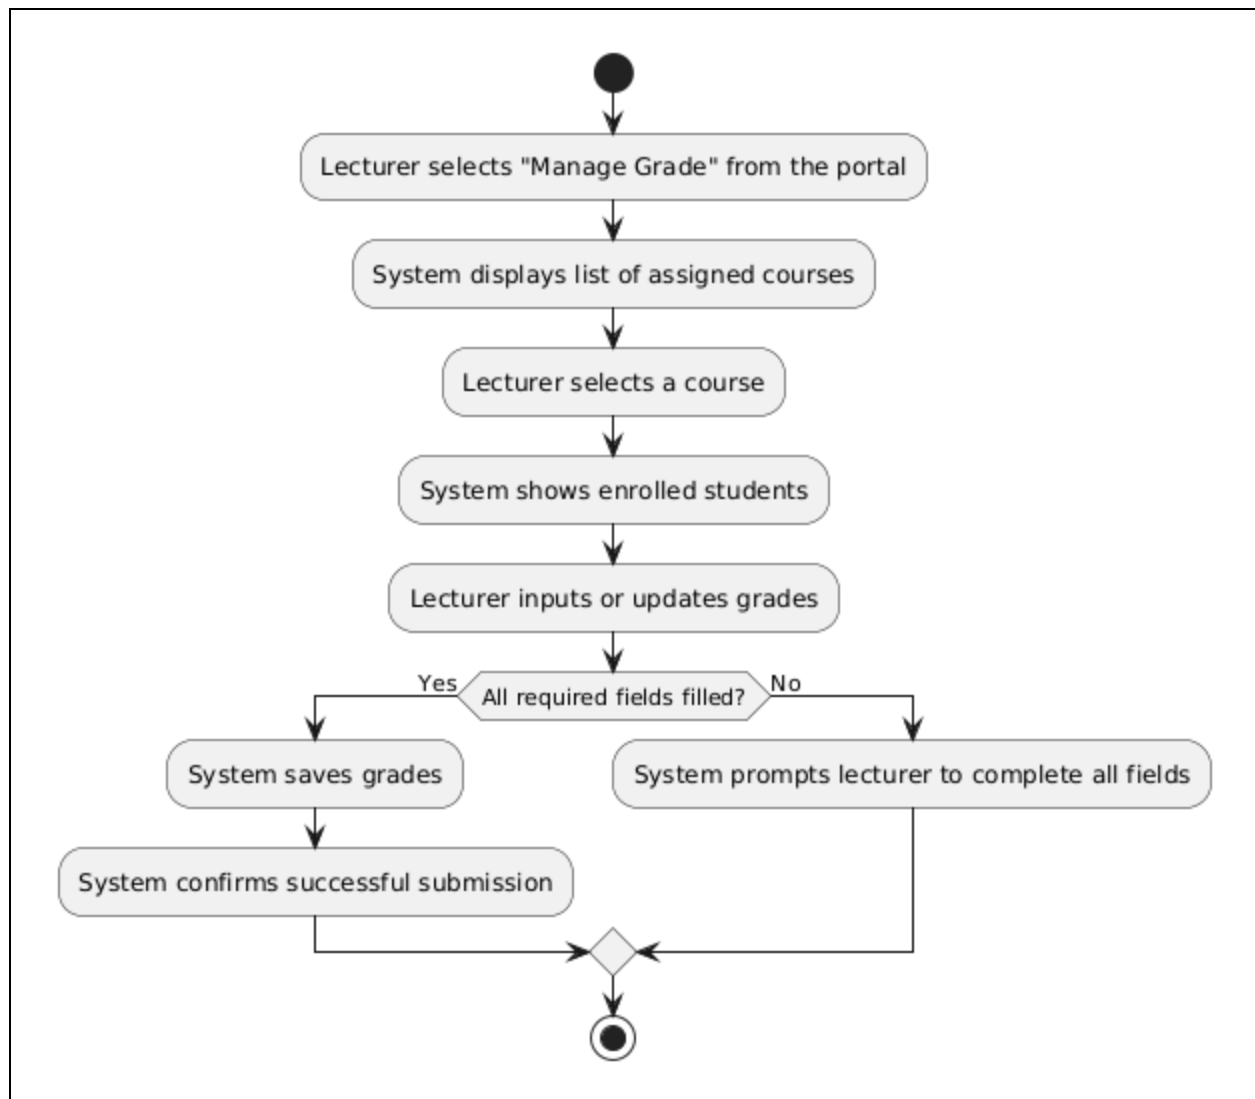 Lecturer selects "Manage Grade" from the portal
System displays list of assigned courses
Lecturer selects a course
System shows enrolled students
Lecturer inputs or updates grades
Yes
All required fields filled?
No
System saves grades
System prompts lecturer to complete all fields
System confirms successful submission